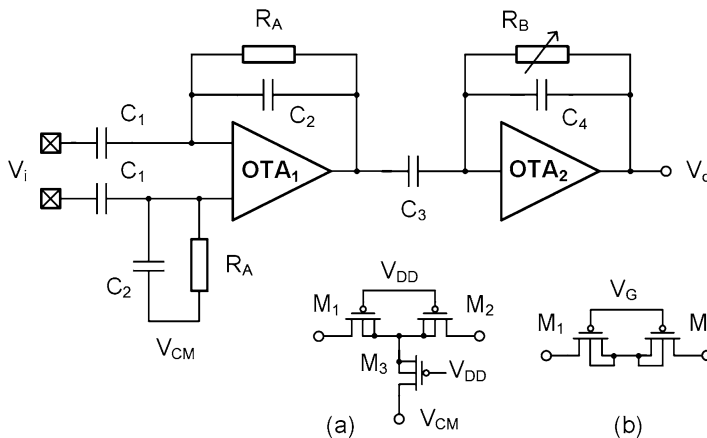 R_A
R_B
C_1
C_2
C_4
V_i
OTA_1
OTA_2
C_1
C_3
C_2
R_A
V_CM
V_DD
M_1
M_2
M_3
V_DD
V_CM
(a)
V_G
M_1
(b)